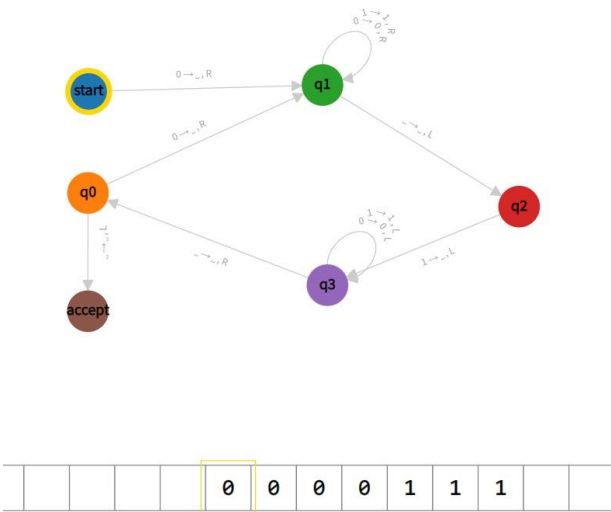 1→1,R
0→0,R
start
0→_,R
q1
0→_,R
_→_,L
q0
q2
1→1,L
0→0,L
_→_,R
1→_,L
q3
accept
0 0 0 0 1 1 1